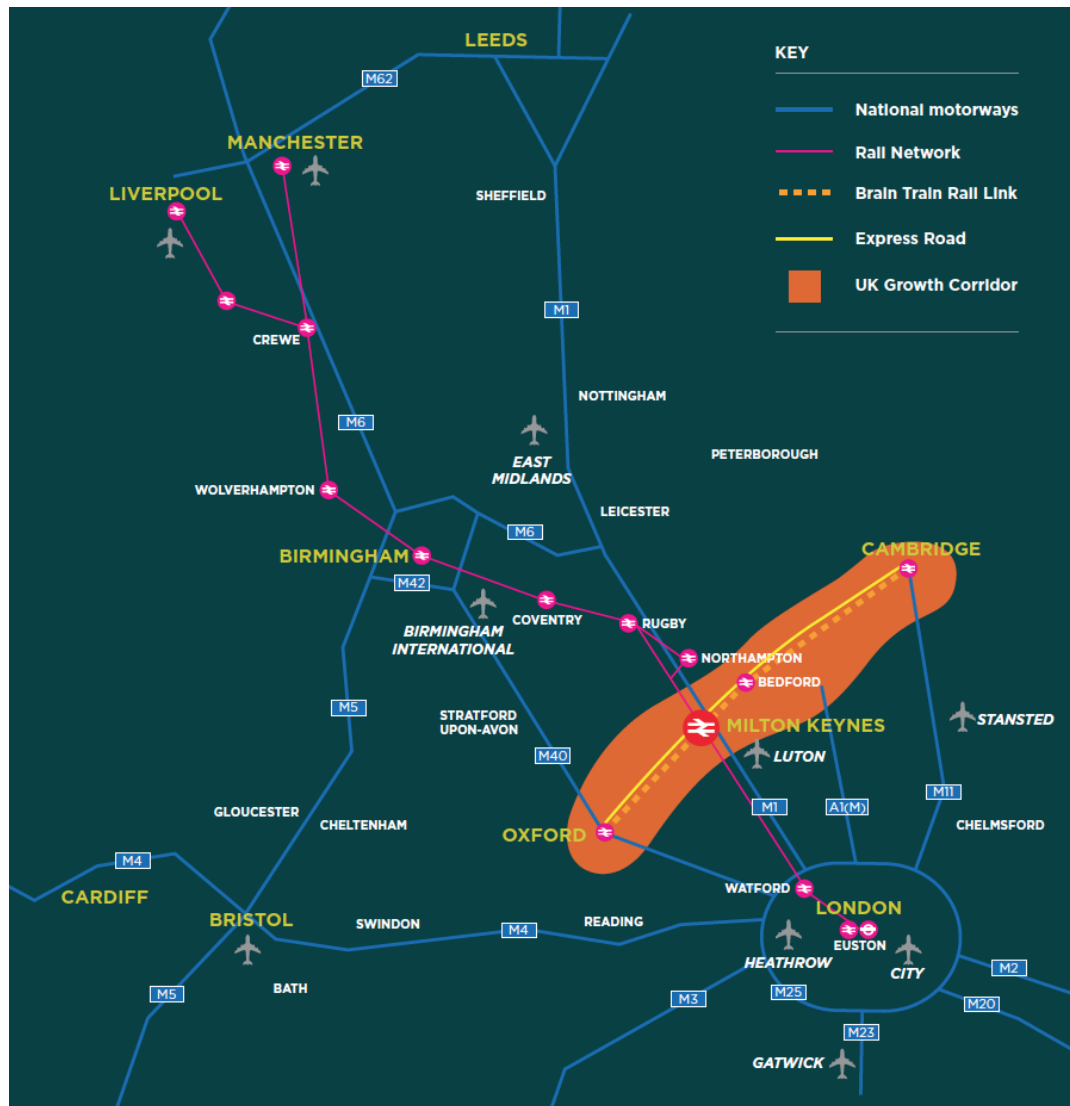 LEEDS
KEY
M62
National motorways
MANCHESTER
Rail Network
LIVERPOOL
SHEFFIELD
Brain Train Rail Link
Express Road
UK Growth Corridor
M1
CREWE
NOTTINGHAM
M6
EAST
MIDLANDS
PETERBOROUGH
WOLVERHAMPTON
LEICESTER
M6
BIRMINGHAM
CAMBRIDGE
M42
COVENTRY
RUGBY
BIRMINGHAM
INTERNATIONAL
NORTHAMPTON
BEDFORD
M5
STRATFORD
UPON-AVON
MILTON KEYNES
STANSTED
M40
LUTON
GLOUCESTER
CHELTENHAM
M1
A1(M)
M11
OXFORD
CHELMSFORD
M4
CARDIFF
WATFORD
BRISTOL
SWINDON
M4
READING
LONDON
EUSTON
HEATHROW
CITY
M2
BATH
M5
M3
M25
M20
M23
GATWICK